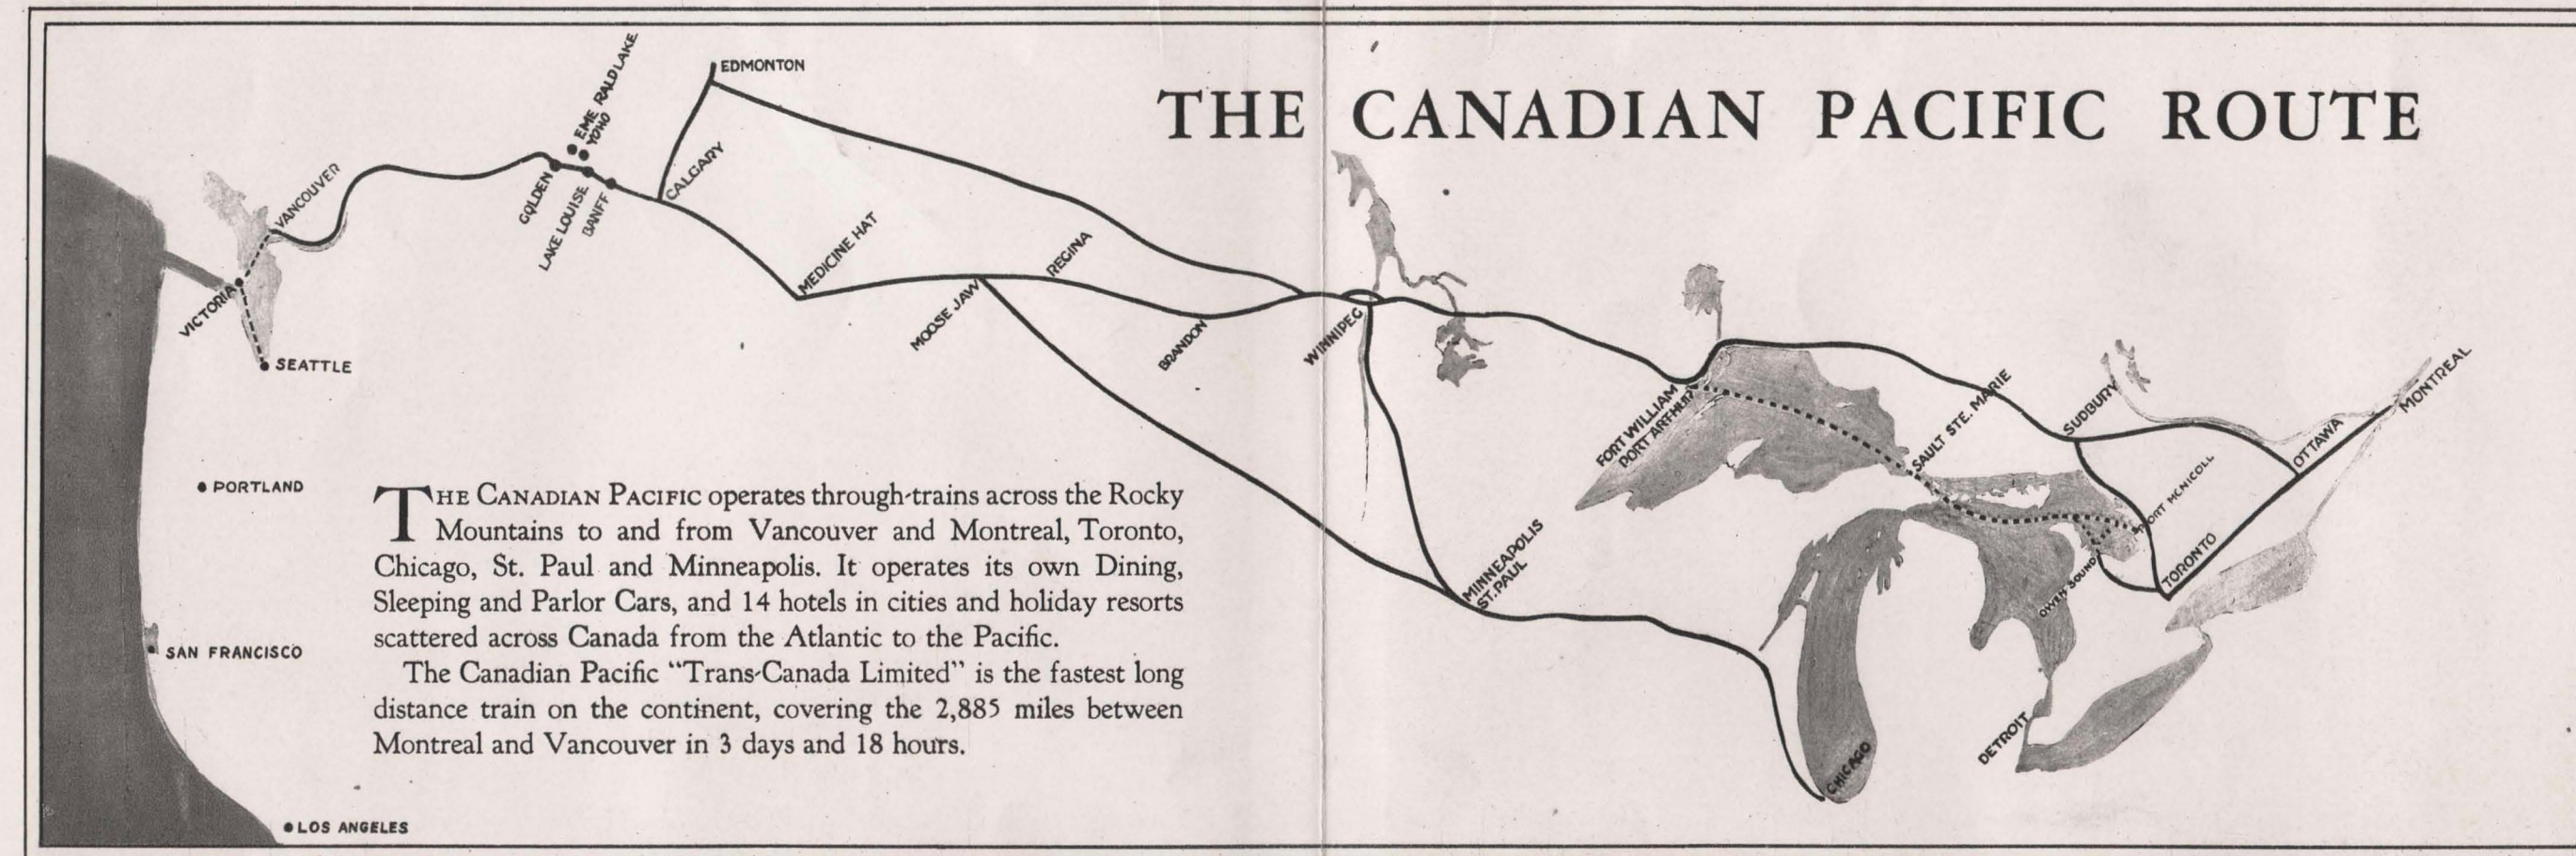 THE CANADIAN PACIFIC ROUTE
EDMONTON
EMERALD LAKE
YOHO
VANCOUVER
GOLDEN
LAKE LOUISE
BANFF
CALGARY
MEDICINE HAT
REGINA
VICTORIA
SEATTLE
MOOSE JAW
BRANDON
WINNIPEG
FORT WILLIAM
PORT ARTHUR
SAULT STE. MARIE
SUDBURY
MONTREAL
OTTAWA
PORT MCNICOLL
TORONTO
OWEN SOUND
MINNEAPOLIS
ST. PAUL
DETROIT
CHICAGO
PORTLAND
SAN FRANCISCO
LOS ANGELES
THE CANADIAN PACIFIC operates through-trains across the Rocky
Mountains to and from Vancouver and Montreal, Toronto,
Chicago, St. Paul and Minneapolis. It operates its own Dining,
Sleeping and Parlor Cars, and 14 hotels in cities and holiday resorts
scattered across Canada from the Atlantic to the Pacific.
The Canadian Pacific “Trans-Canada Limited” is the fastest long
distance train on the continent, covering the 2,885 miles between
Montreal and Vancouver in 3 days and 18 hours.